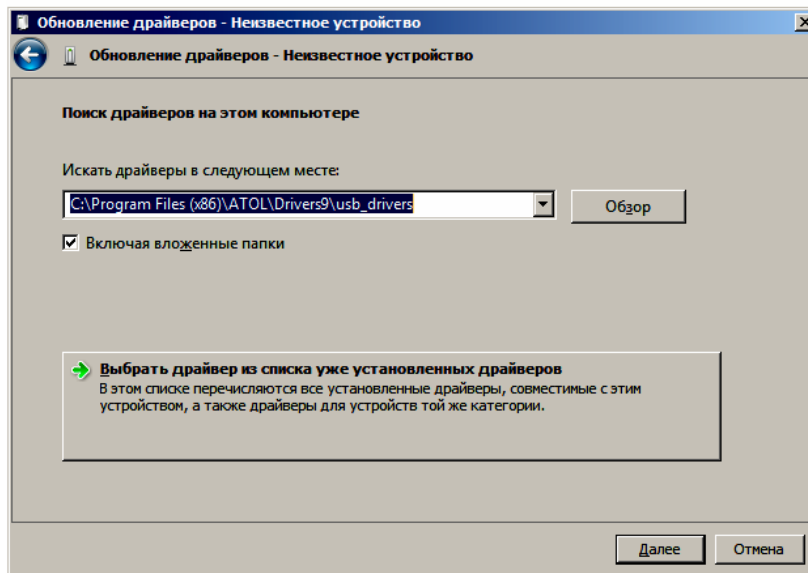 Обновление драйверов - Неизвестное устройство
Обновление драйверов - Неизвестное устройство
Поиск драйверов на этом компьютере
Искать драйверы в следующем месте:
C:\Program Files (x86)\ATOL\Drivers9\usb_drivers
Обзор
Включая вложенные папки
Выбрать драйвер из списка уже установленных драйверов
В этом списке перечисляются все установленные драйверы, совместимые с этим
устройством, а также драйверы для устройств той же категории.
Далее Отмена